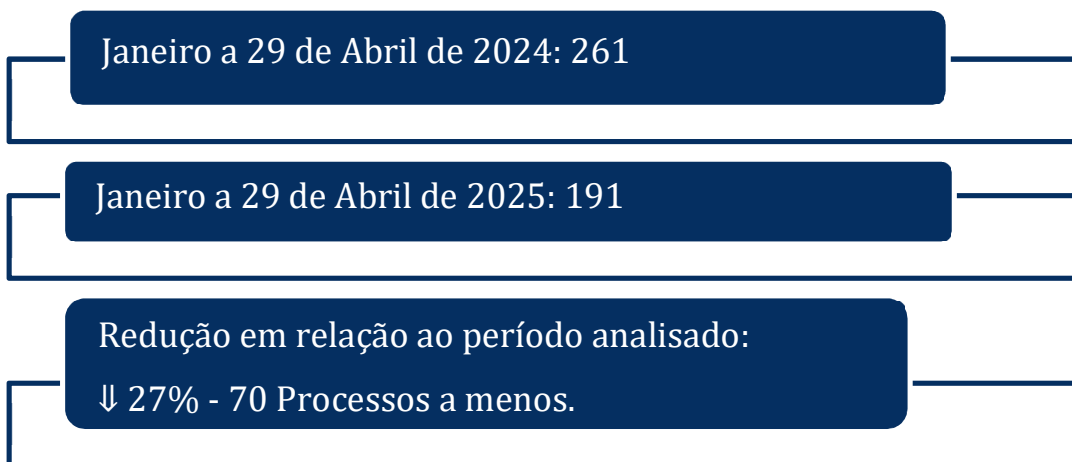 Janeiro a 29 de Abril de 2024: 261
Janeiro a 29 de Abril de 2025: 191
Redução em relação ao período analisado:
⇓ 27% - 70 Processos a menos.